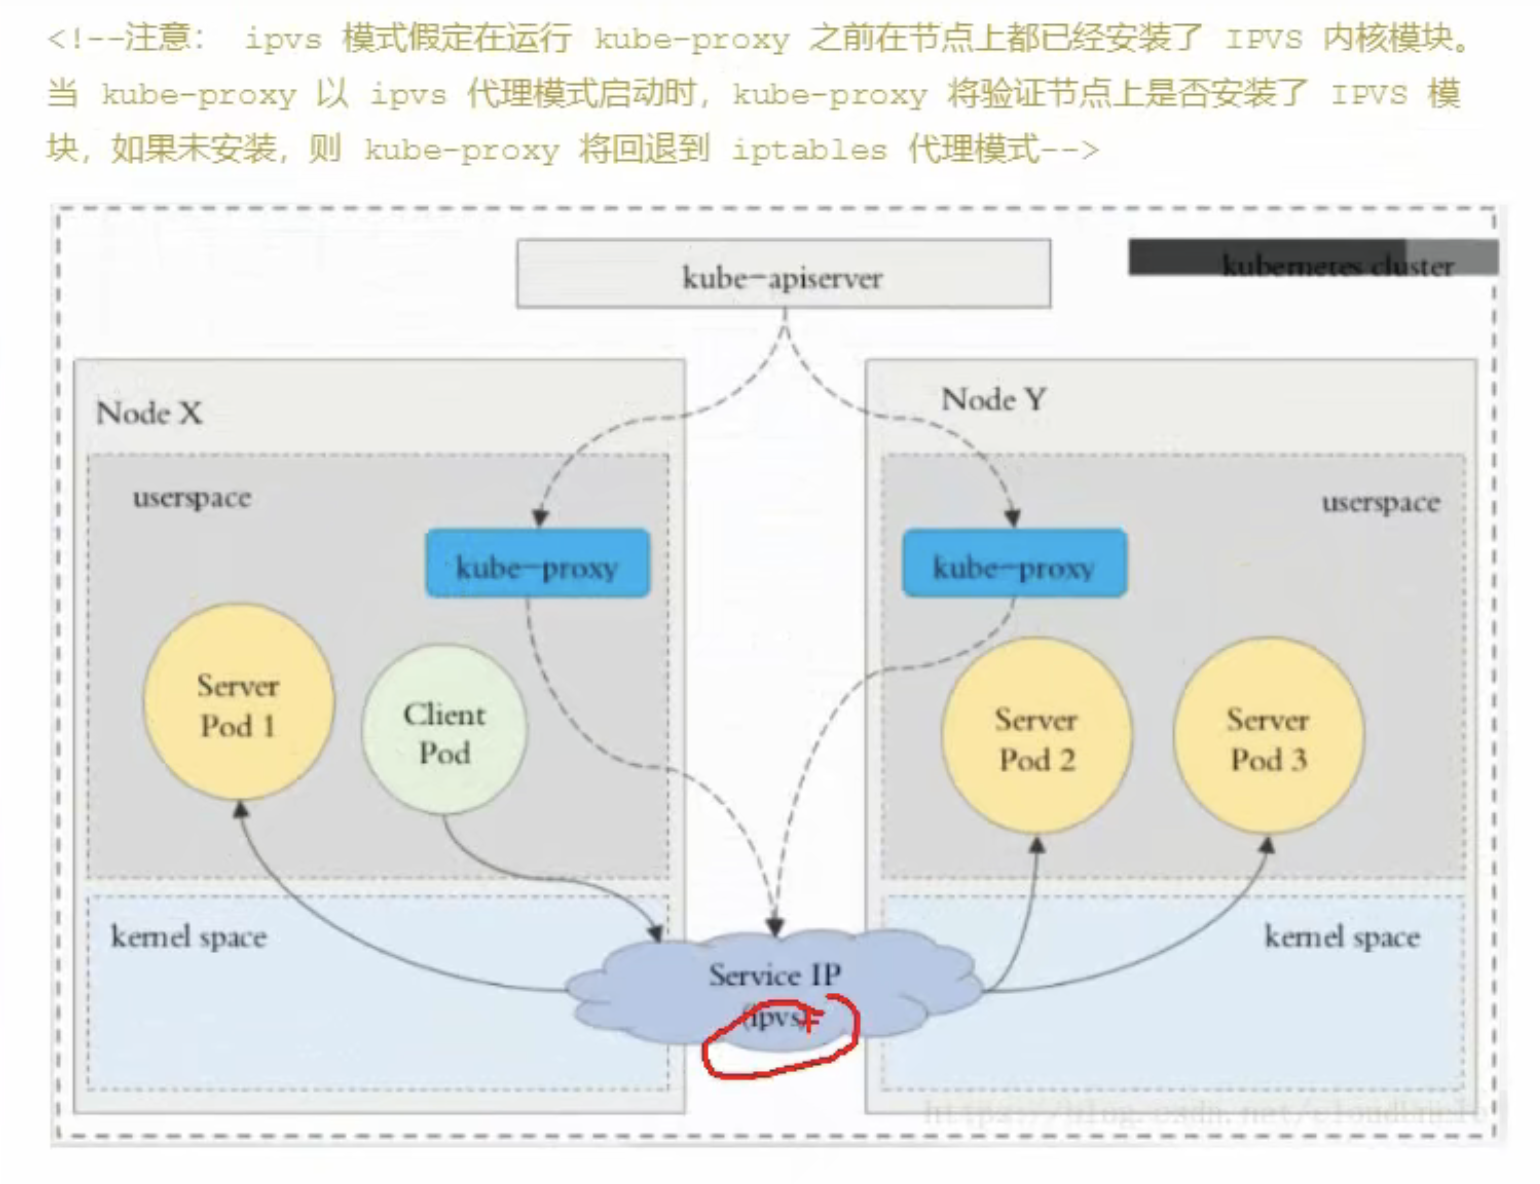 <!--注意： ipvs 模式假定在运行 kube-proxy 之前在节点上都已经安装了 IPVS 内核模块。
当 kube-proxy 以 ipvs 代理模式启动时，kube-proxy 将验证节点上是否安装了 IPVS 模
块，如果未安装，则 kube-proxy 将回退到 iptables 代理模式-->
kube-apiserver
kubernetes cluster
Node X
Node Y
userspace
userspace
kube-proxy
kube-proxy
Server
Pod 1
Client
Pod
Server
Pod 2
Server
Pod 3
kernel space
kernel space
Service IP
(ipvs)